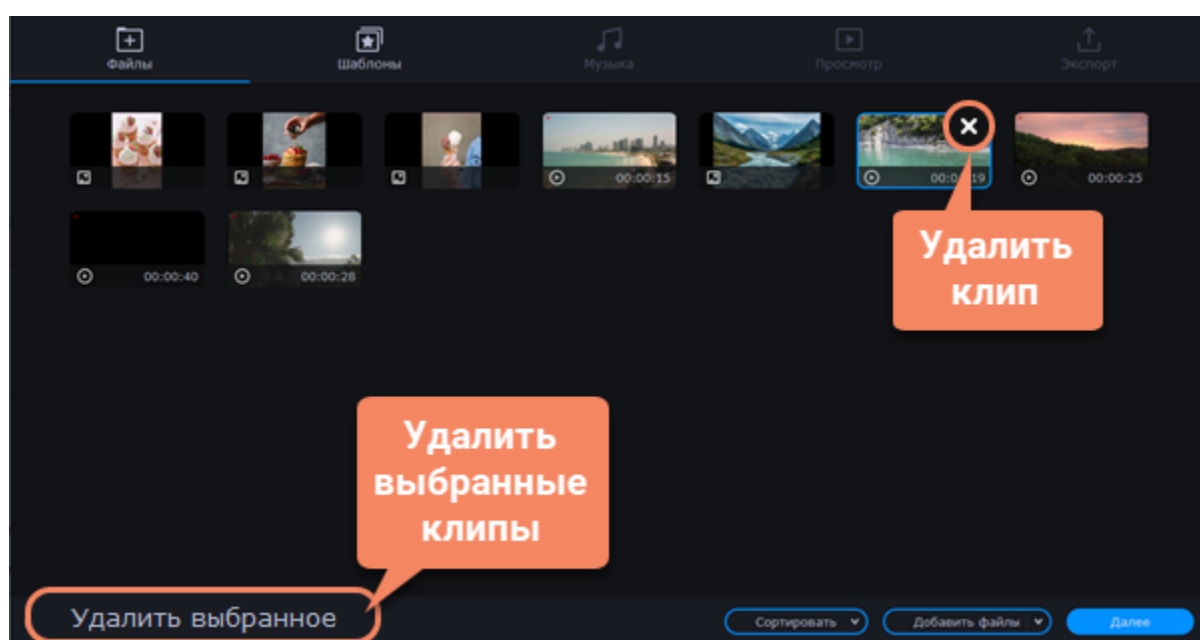 Файлы
Шаблоны
Музыка
Просмотр
Экспорт
00:00:15
00:00:25
00:00:40
00:00:28
Удалить
клип
Удалить
выбранные
клипы
Удалить выбранное
Сортировать
Добавить файлы
Далее